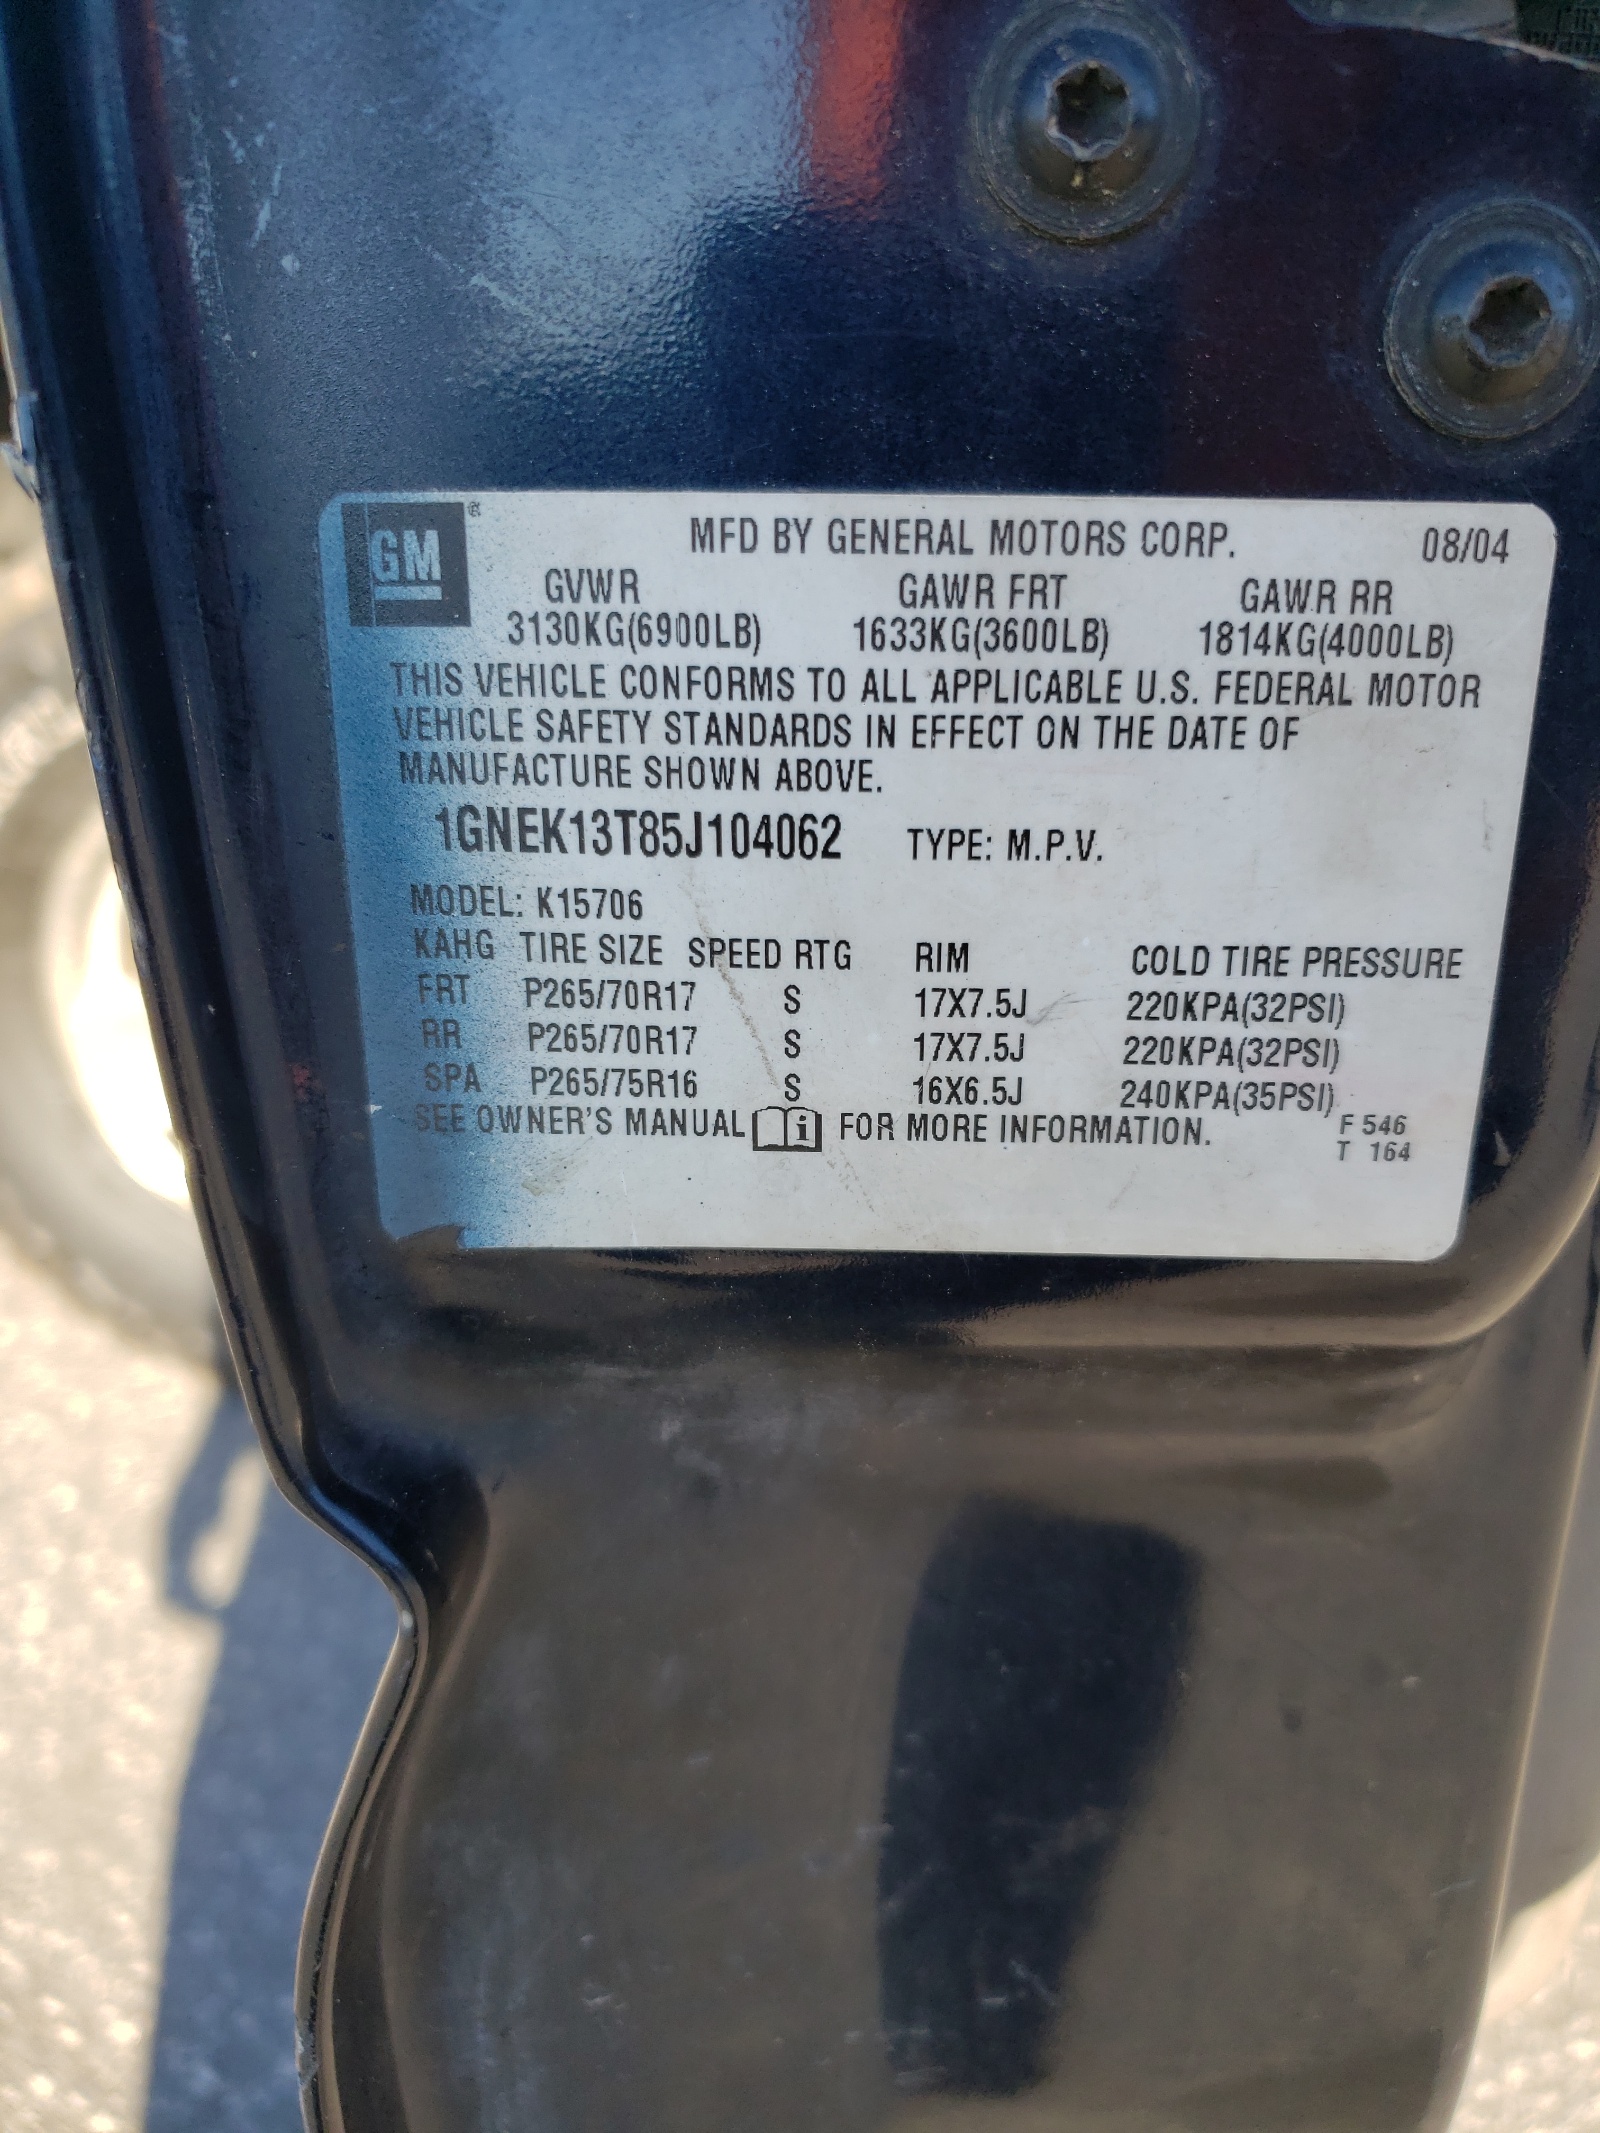 GM ® MFD BY GENERAL MOTORS CORP. 08/04
GVWR GAWR FRT GAWR RR
3130KG(6900LB) 1633KG(3600LB) 1814KG(4000LB)
THIS VEHICLE CONFORMS TO ALL APPLICABLE U.S. FEDERAL MOTOR
VEHICLE SAFETY STANDARDS IN EFFECT ON THE DATE OF
MANUFACTURE SHOWN ABOVE.
1GNEK13T85J104062 TYPE: M.P.V.
MODEL: K15706
KAHG TIRE SIZE SPEED RTG RIM COLD TIRE PRESSURE
FRT P265/70R17 S 17X7.5J 220KPA(32PSI)
RR P265/70R17 S 17X7.5J 220KPA(32PSI)
SPA P265/75R16 S 16X6.5J 240KPA(35PSI)
SEE OWNER'S MANUAL i FOR MORE INFORMATION. F 546
T 164